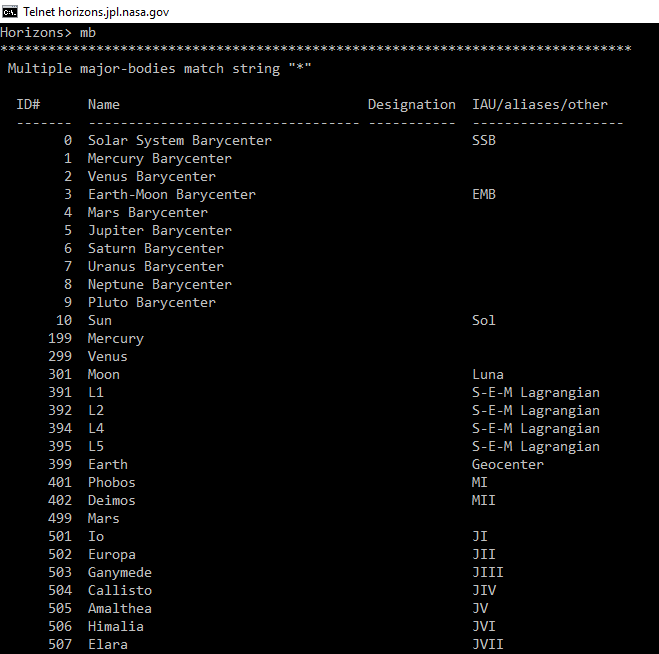 Telnet horizons.jpl.nasa.gov
Horizons> mb
*******************************************************************************
Multiple major-bodies match string "*"
ID# Name Designation IAU/aliases/other
------- ---------------------------------- ----------- -------------------
0 Solar System Barycenter SSB
1 Mercury Barycenter
2 Venus Barycenter
3 Earth-Moon Barycenter EMB
4 Mars Barycenter
5 Jupiter Barycenter
6 Saturn Barycenter
7 Uranus Barycenter
8 Neptune Barycenter
9 Pluto Barycenter
10 Sun Sol
199 Mercury
299 Venus
301 Moon Luna
391 L1 S-E-M Lagrangian
392 L2 S-E-M Lagrangian
394 L4 S-E-M Lagrangian
395 L5 S-E-M Lagrangian
399 Earth Geocenter
401 Phobos MI
402 Deimos MII
499 Mars
501 Io JI
502 Europa JII
503 Ganymede JIII
504 Callisto JIV
505 Amalthea JV
506 Himalia JVI
507 Elara JVII